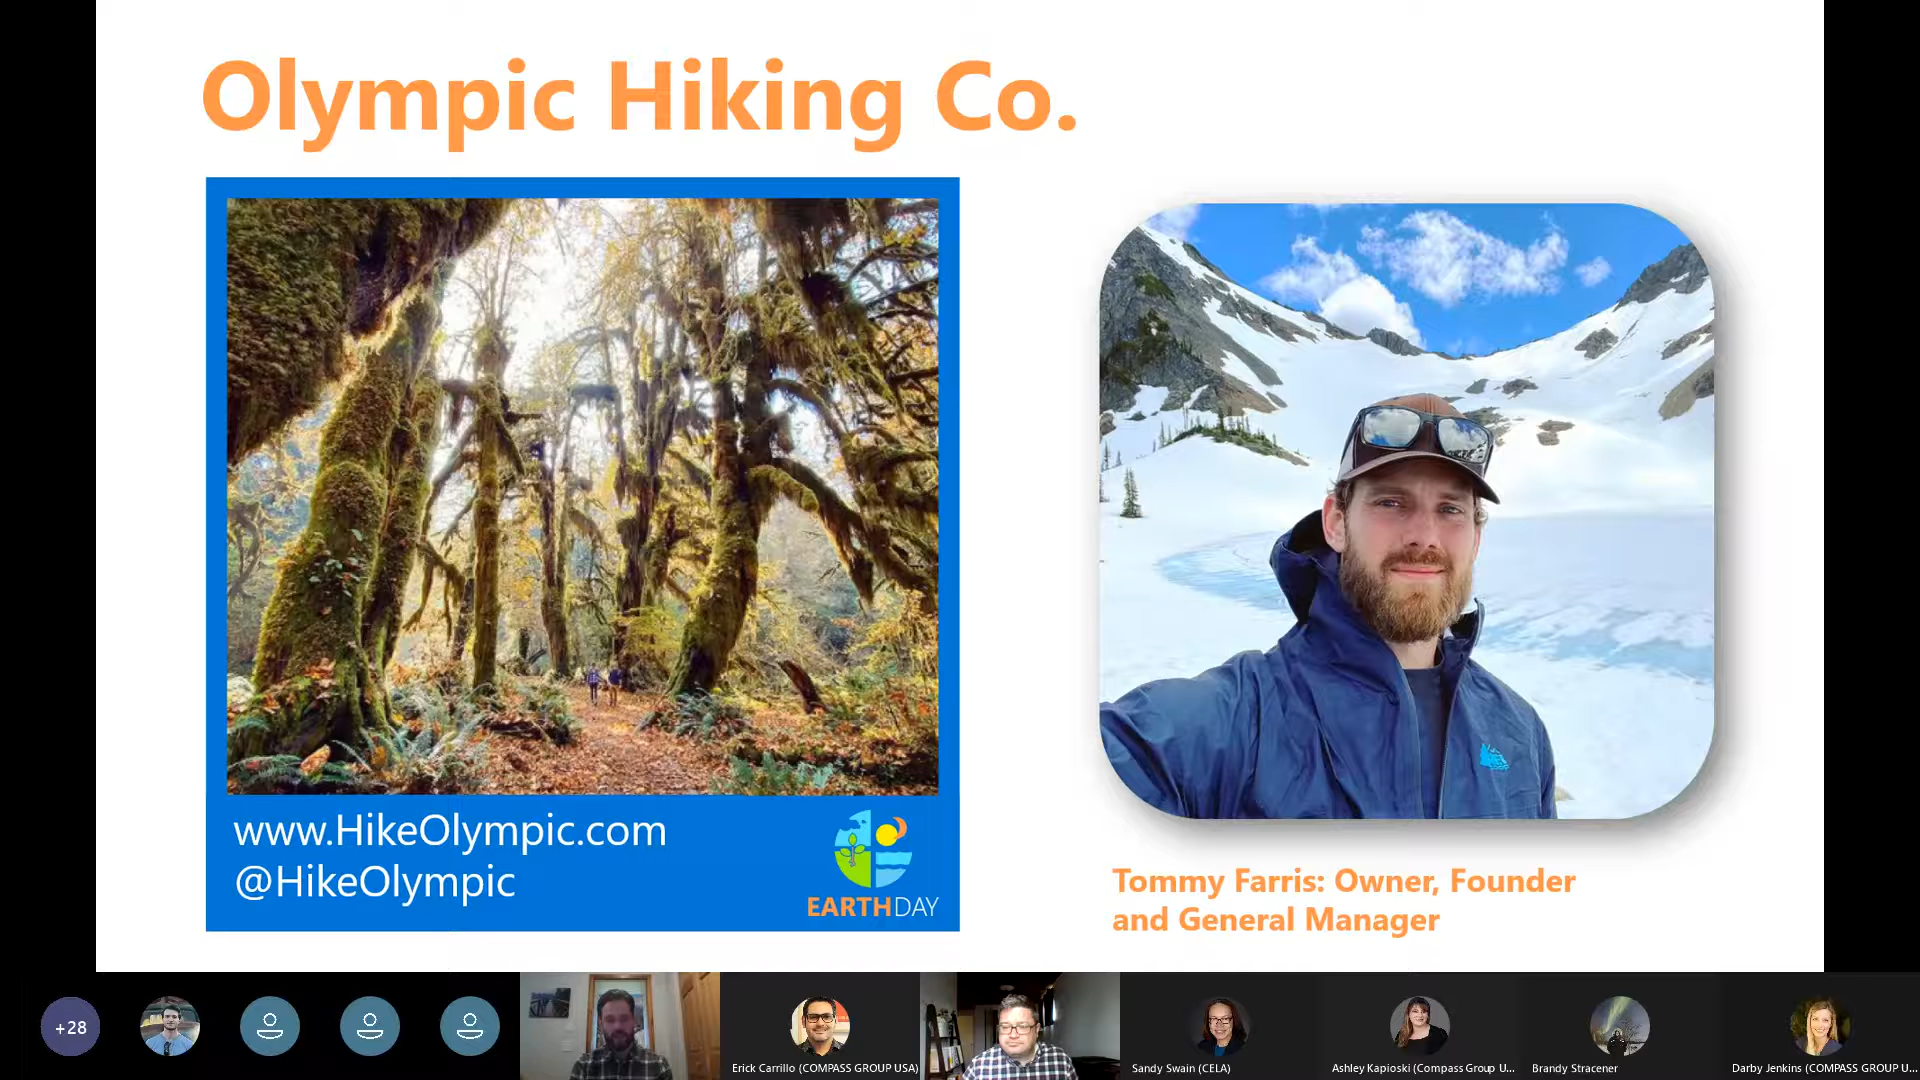 Olympic Hiking Co.
www.HikeOlympic.com
@HikeOlympic
EARTHDAY
Tommy Farris: Owner, Founder
and General Manager
+28
Erick Carrillo (COMPASS GROUP USA)
Sandy Swain (CELA)
Ashley Kapioski (Compass Group U...
Brandy Stracener
Darby Jenkins (COMPASS GROUP U...